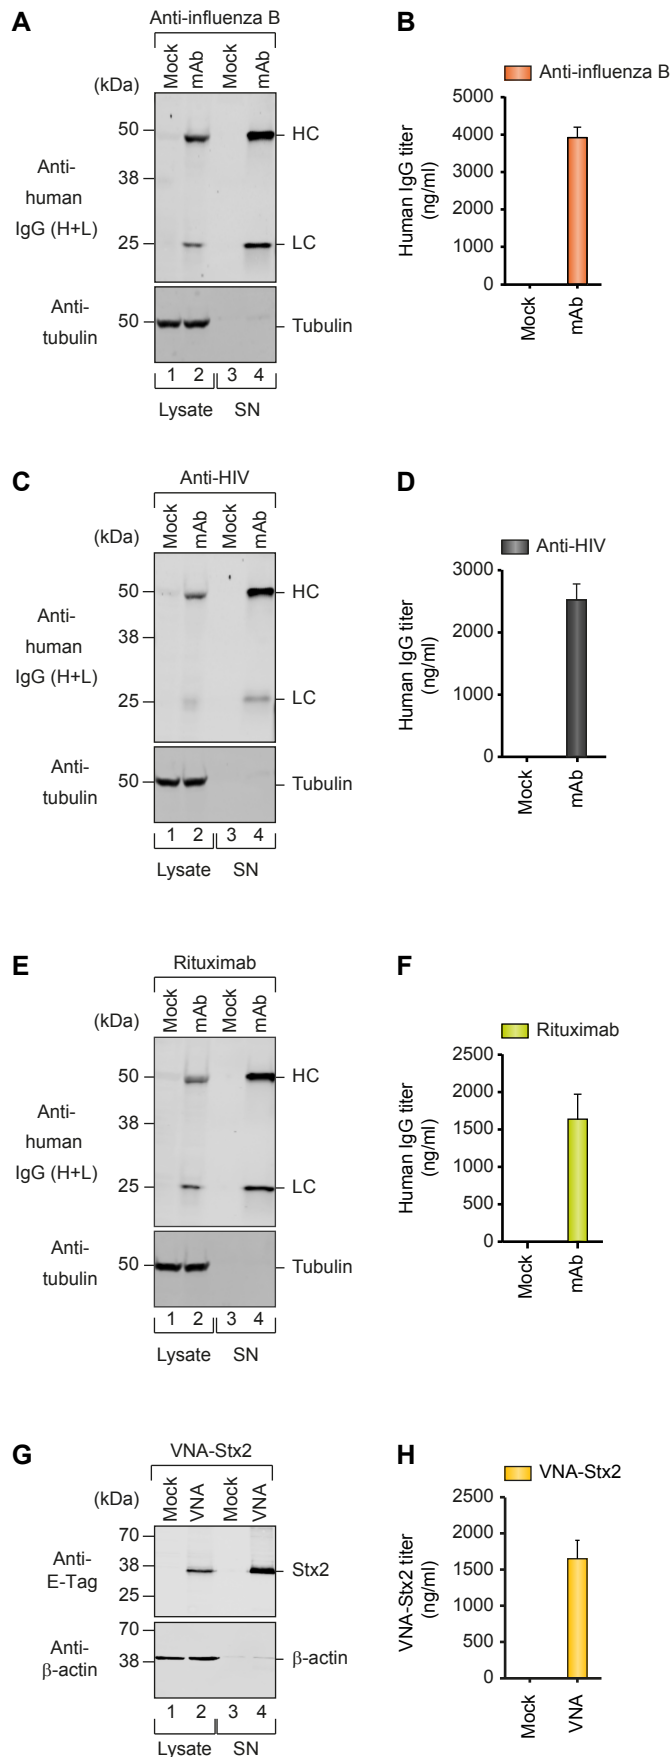 A
Anti-influenza B
Mock
mAb
Mock
mAb
(kDa)
50
HC
Anti-
38
human
IgG (H+L)
25
LC
Anti-
50
Tubulin
tubulin
1 2 3 4
Lysate SN
B
Anti-influenza B
Human IgG titer
(ng/ml)
5000
4000
3000
2000
1000
0
Mock
mAb
C
Anti-HIV
Mock
mAb
Mock
mAb
(kDa)
50
HC
Anti-
38
human
IgG (H+L)
25
LC
Anti-
50
Tubulin
tubulin
1 2 3 4
Lysate SN
D
Anti-HIV
Human IgG titer
(ng/ml)
3000
2000
1000
0
Mock
mAb
E
Rituximab
Mock
mAb
Mock
mAb
(kDa)
50
HC
Anti-
38
human
IgG (H+L)
25
LC
Anti-
50
Tubulin
tubulin
1 2 3 4
Lysate SN
F
Rituximab
Human IgG titer
(ng/ml)
2500
2000
1500
1000
500
0
Mock
mAb
G
VNA-Stx2
Mock
VNA
Mock
VNA
(kDa)
70
Anti-
38
Stx2
E-Tag
25
70
Anti-
38
β-actin
β-actin
1 2 3 4
Lysate SN
H
VNA-Stx2
VNA-Stx2 titer
(ng/ml)
2500
2000
1500
1000
500
0
Mock
VNA